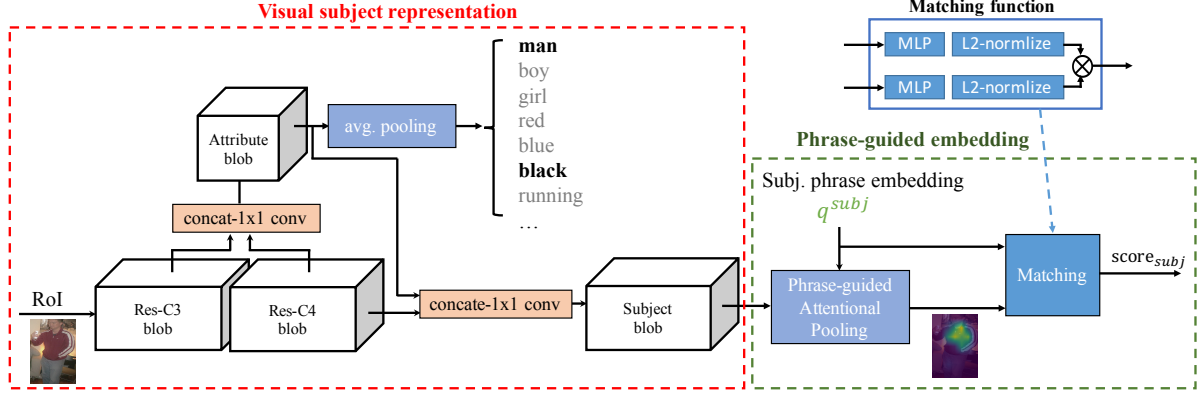 Visual subject representation
man
boy
girl
red
blue
black
running
...
avg. pooling
Attribute
blob
concat-1x1 conv
RoI
Res-C3
blob
Res-C4
blob
concate-1x1 conv
Subject
blob
Matching function
MLP
L2-normlize
MLP
L2-normlize
Phrase-guided embedding
Subj. phrase embedding
q^subj
Phrase-guided
Attentional
Pooling
Matching
score_subj